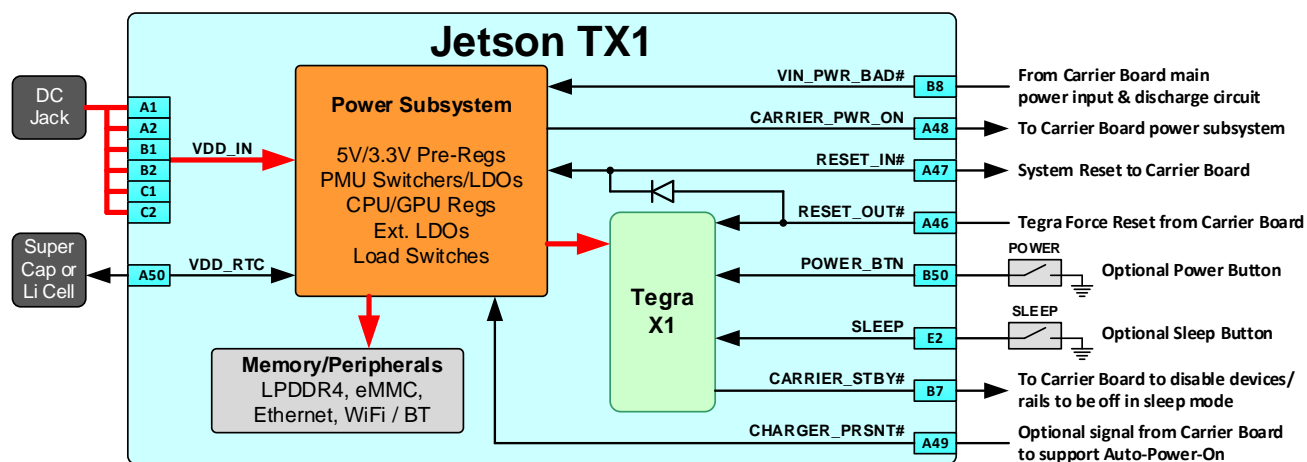 Jetson TX1
DC
Jack
A1
A2
B1
B2
C1
C2
VDD_IN
Super
Cap or
Li Cell
A50
VDD_RTC
Power Subsystem
5V/3.3V Pre-Regs
PMU Switchers/LDOs
CPU/GPU Regs
Ext. LDOs
Load Switches
Memory/Peripherals
LPDDR4, eMMC,
Ethernet, WiFi / BT
Tegra
X1
VIN_PWR_BAD#
B8
From Carrier Board main
power input & discharge circuit
CARRIER_PWR_ON
A48
To Carrier Board power subsystem
RESET_IN#
A47
System Reset to Carrier Board
RESET_OUT#
A46
Tegra Force Reset from Carrier Board
POWER_BTN
B50
POWER
Optional Power Button
SLEEP
E2
SLEEP
Optional Sleep Button
CARRIER_STBY#
B7
To Carrier Board to disable devices/
rails to be off in sleep mode
CHARGER_PRSNT#
A49
Optional signal from Carrier Board
to support Auto-Power-On